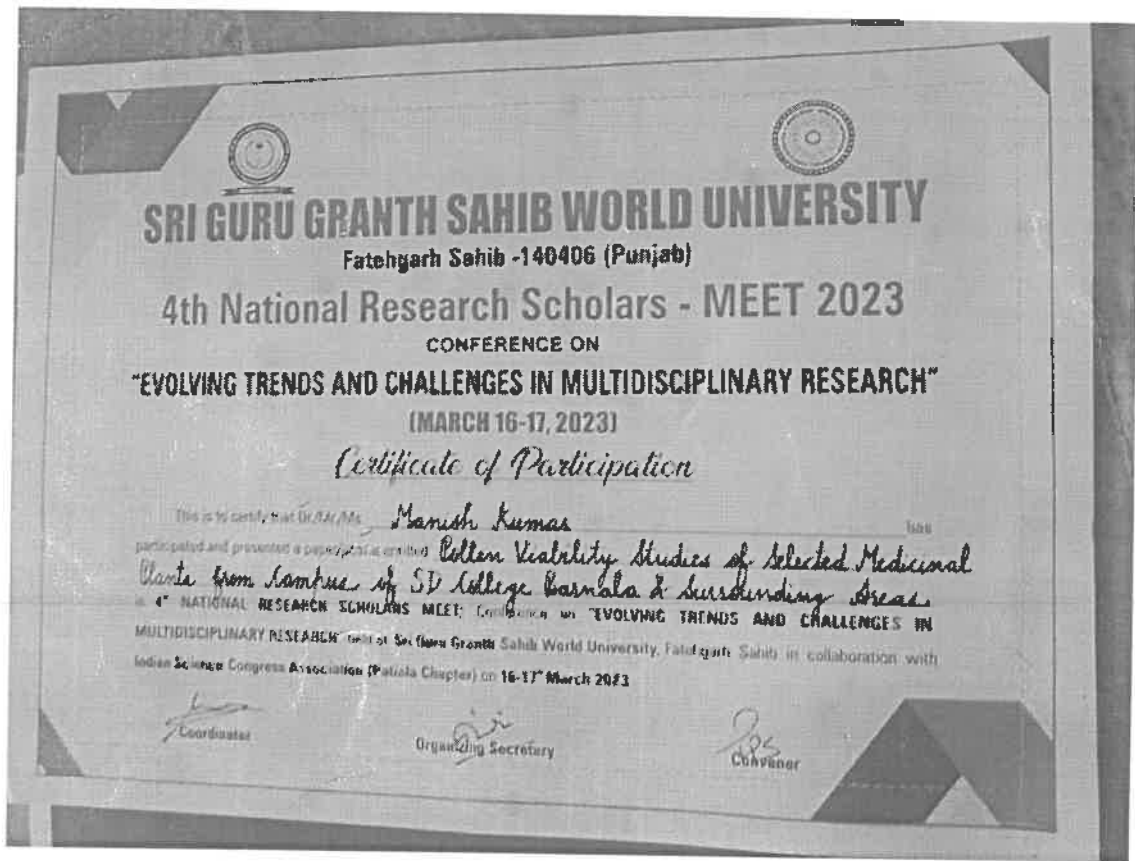 SRI GURU GRANTH SAHIB WORLD UNIVERSITY
Fatehgarh Sahib -140406 (Punjab)
4th National Research Scholars - MEET 2023
CONFERENCE ON
"EVOLVING TRENDS AND CHALLENGES IN MULTIDISCIPLINARY RESEARCH"
(MARCH 16-17, 2023)
Certificate of Participation
This is to certify that Dr./Mr./Ms. Manish Kumar has
participated and presented a entitled Pollen Viability Studies of Selected Medicinal
Plants from Campus of SD College Barnala & Surrounding Areas
4th NATIONAL RESEARCH SCHOLARS MEET; Conference on "EVOLVING TRENDS AND CHALLENGES IN
MULTIDISCIPLINARY RESEARCH" held at Sri Guru Granth Sahib World University, Fatehgarh Sahib in collaboration with
Indian Science Congress Association (Patiala Chapter) on 16-17th March 2023
Coordinator
Organizing Secretary
Convener